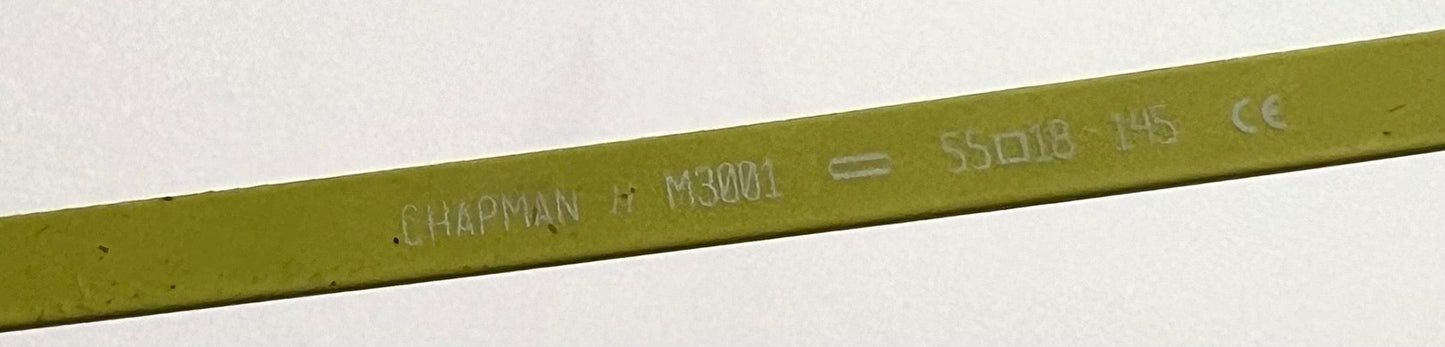 CHAPMAN // M3001 55□18 145 CE